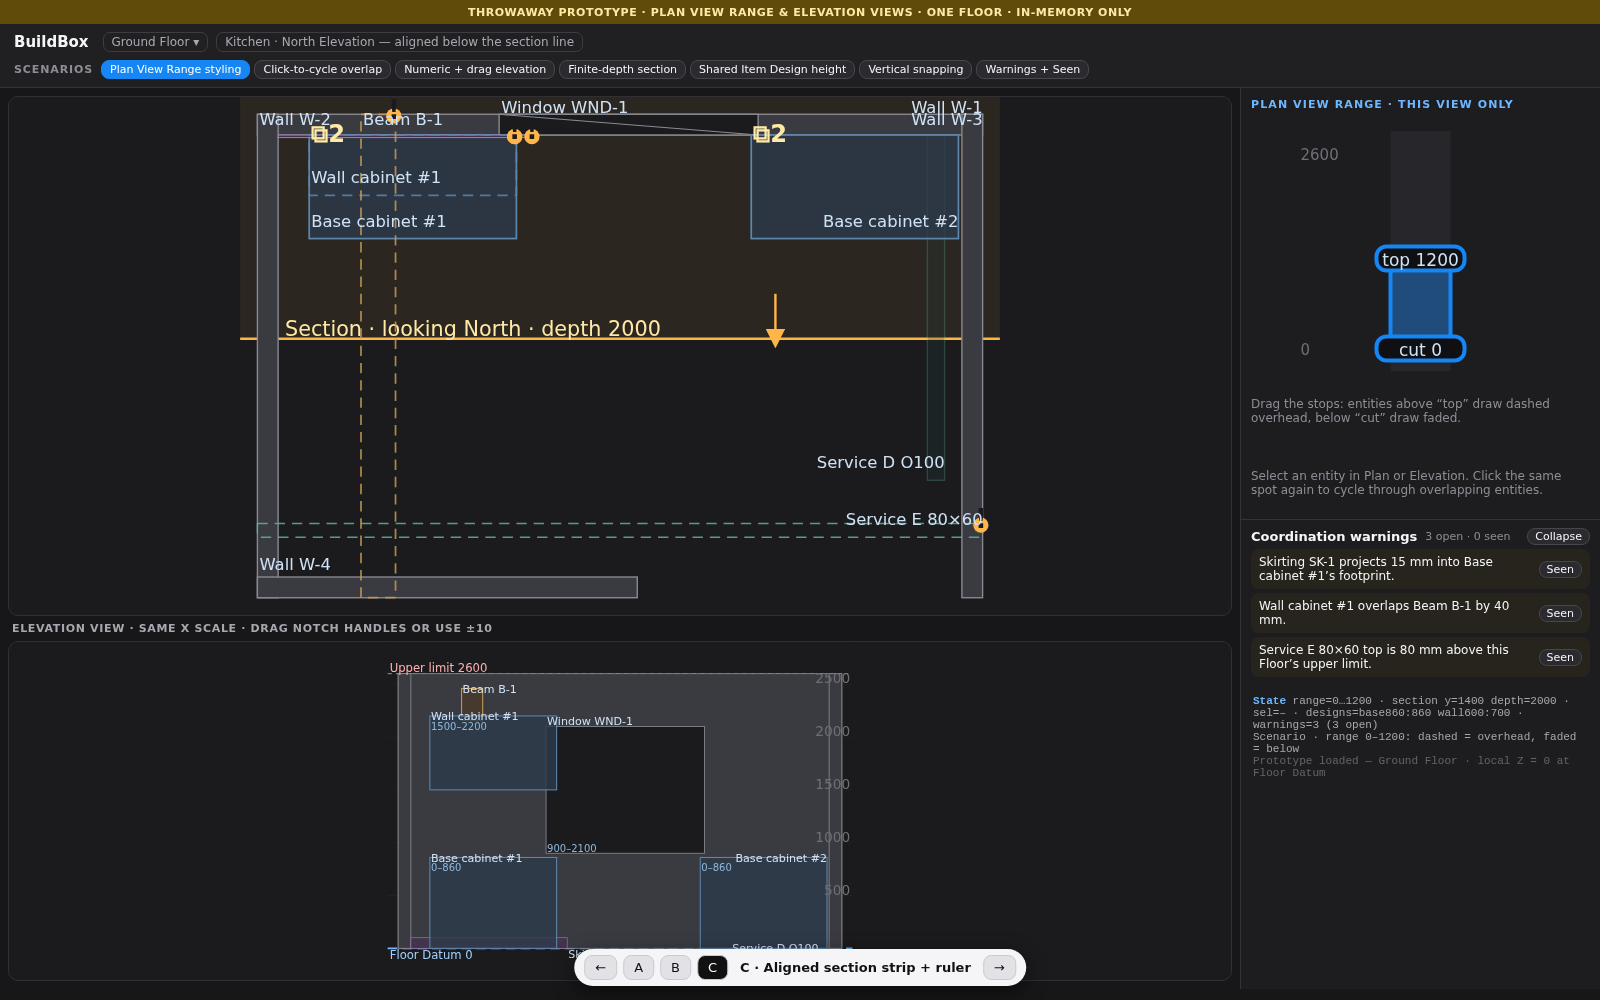 THROWAWAY PROTOTYPE · PLAN VIEW RANGE & ELEVATION VIEWS · ONE FLOOR · IN-MEMORY ONLY
BuildBox
Ground Floor ▾
Kitchen · North Elevation — aligned below the section line
SCENARIOS
Plan View Range styling
Click-to-cycle overlap
Numeric + drag elevation
Finite-depth section
Shared Item Design height
Vertical snapping
Warnings + Seen
Window WND-1
Wall W-1
Wall W-2
Beam B-1
Wall W-3
⧉2
⧉2
Wall cabinet #1
Base cabinet #1
Base cabinet #2
Section · looking North · depth 2000
Service D O100
Service E 80×60
Wall W-4
ELEVATION VIEW · SAME X SCALE · DRAG NOTCH HANDLES OR USE ±10
Upper limit 2600
2500
Beam B-1
Wall cabinet #1
1500–2200
Window WND-1
2000
1500
1000
900–2100
Base cabinet #1
0–860
Base cabinet #2
0–860
500
Service D O100
Floor Datum 0
←
A
B
C
C · Aligned section strip + ruler
→
PLAN VIEW RANGE · THIS VIEW ONLY
2600
top 1200
0
cut 0
Drag the stops: entities above “top” draw dashed
overhead, below “cut” draw faded.
Select an entity in Plan or Elevation. Click the same
spot again to cycle through overlapping entities.
Coordination warnings
3 open · 0 seen
Collapse
Skirting SK-1 projects 15 mm into Base
cabinet #1’s footprint.
Seen
Wall cabinet #1 overlaps Beam B-1 by 40
mm.
Seen
Service E 80×60 top is 80 mm above this
Floor’s upper limit.
Seen
State range=0…1200 · section y=1400 depth=2000 ·
sel=— · designs=base860:860 wall600:700 ·
warnings=3 (3 open)
Scenario · range 0–1200: dashed = overhead, faded
= below
Prototype loaded — Ground Floor · local Z = 0 at
Floor Datum